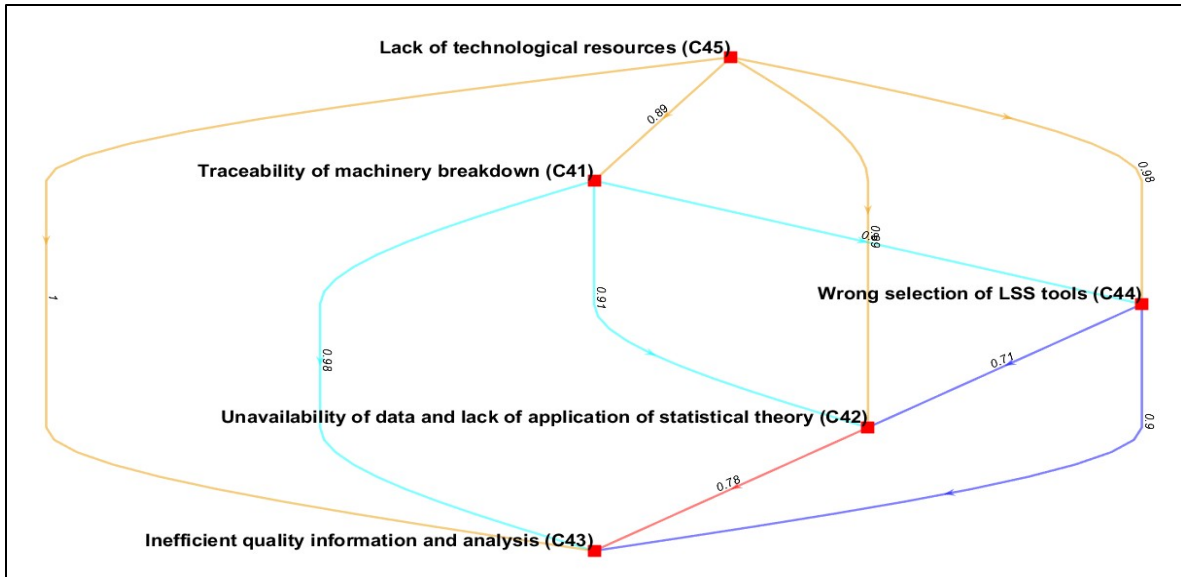 Lack of technological resources (C45)
0.89
Traceability of machinery breakdown (C41)
0.98
1
0.91
Wrong selection of LSS tools (C44)
0.98
0.71
Unavailability of data and lack of application of statistical theory (C42)
0.9
0.78
Inefficient quality information and analysis (C43)